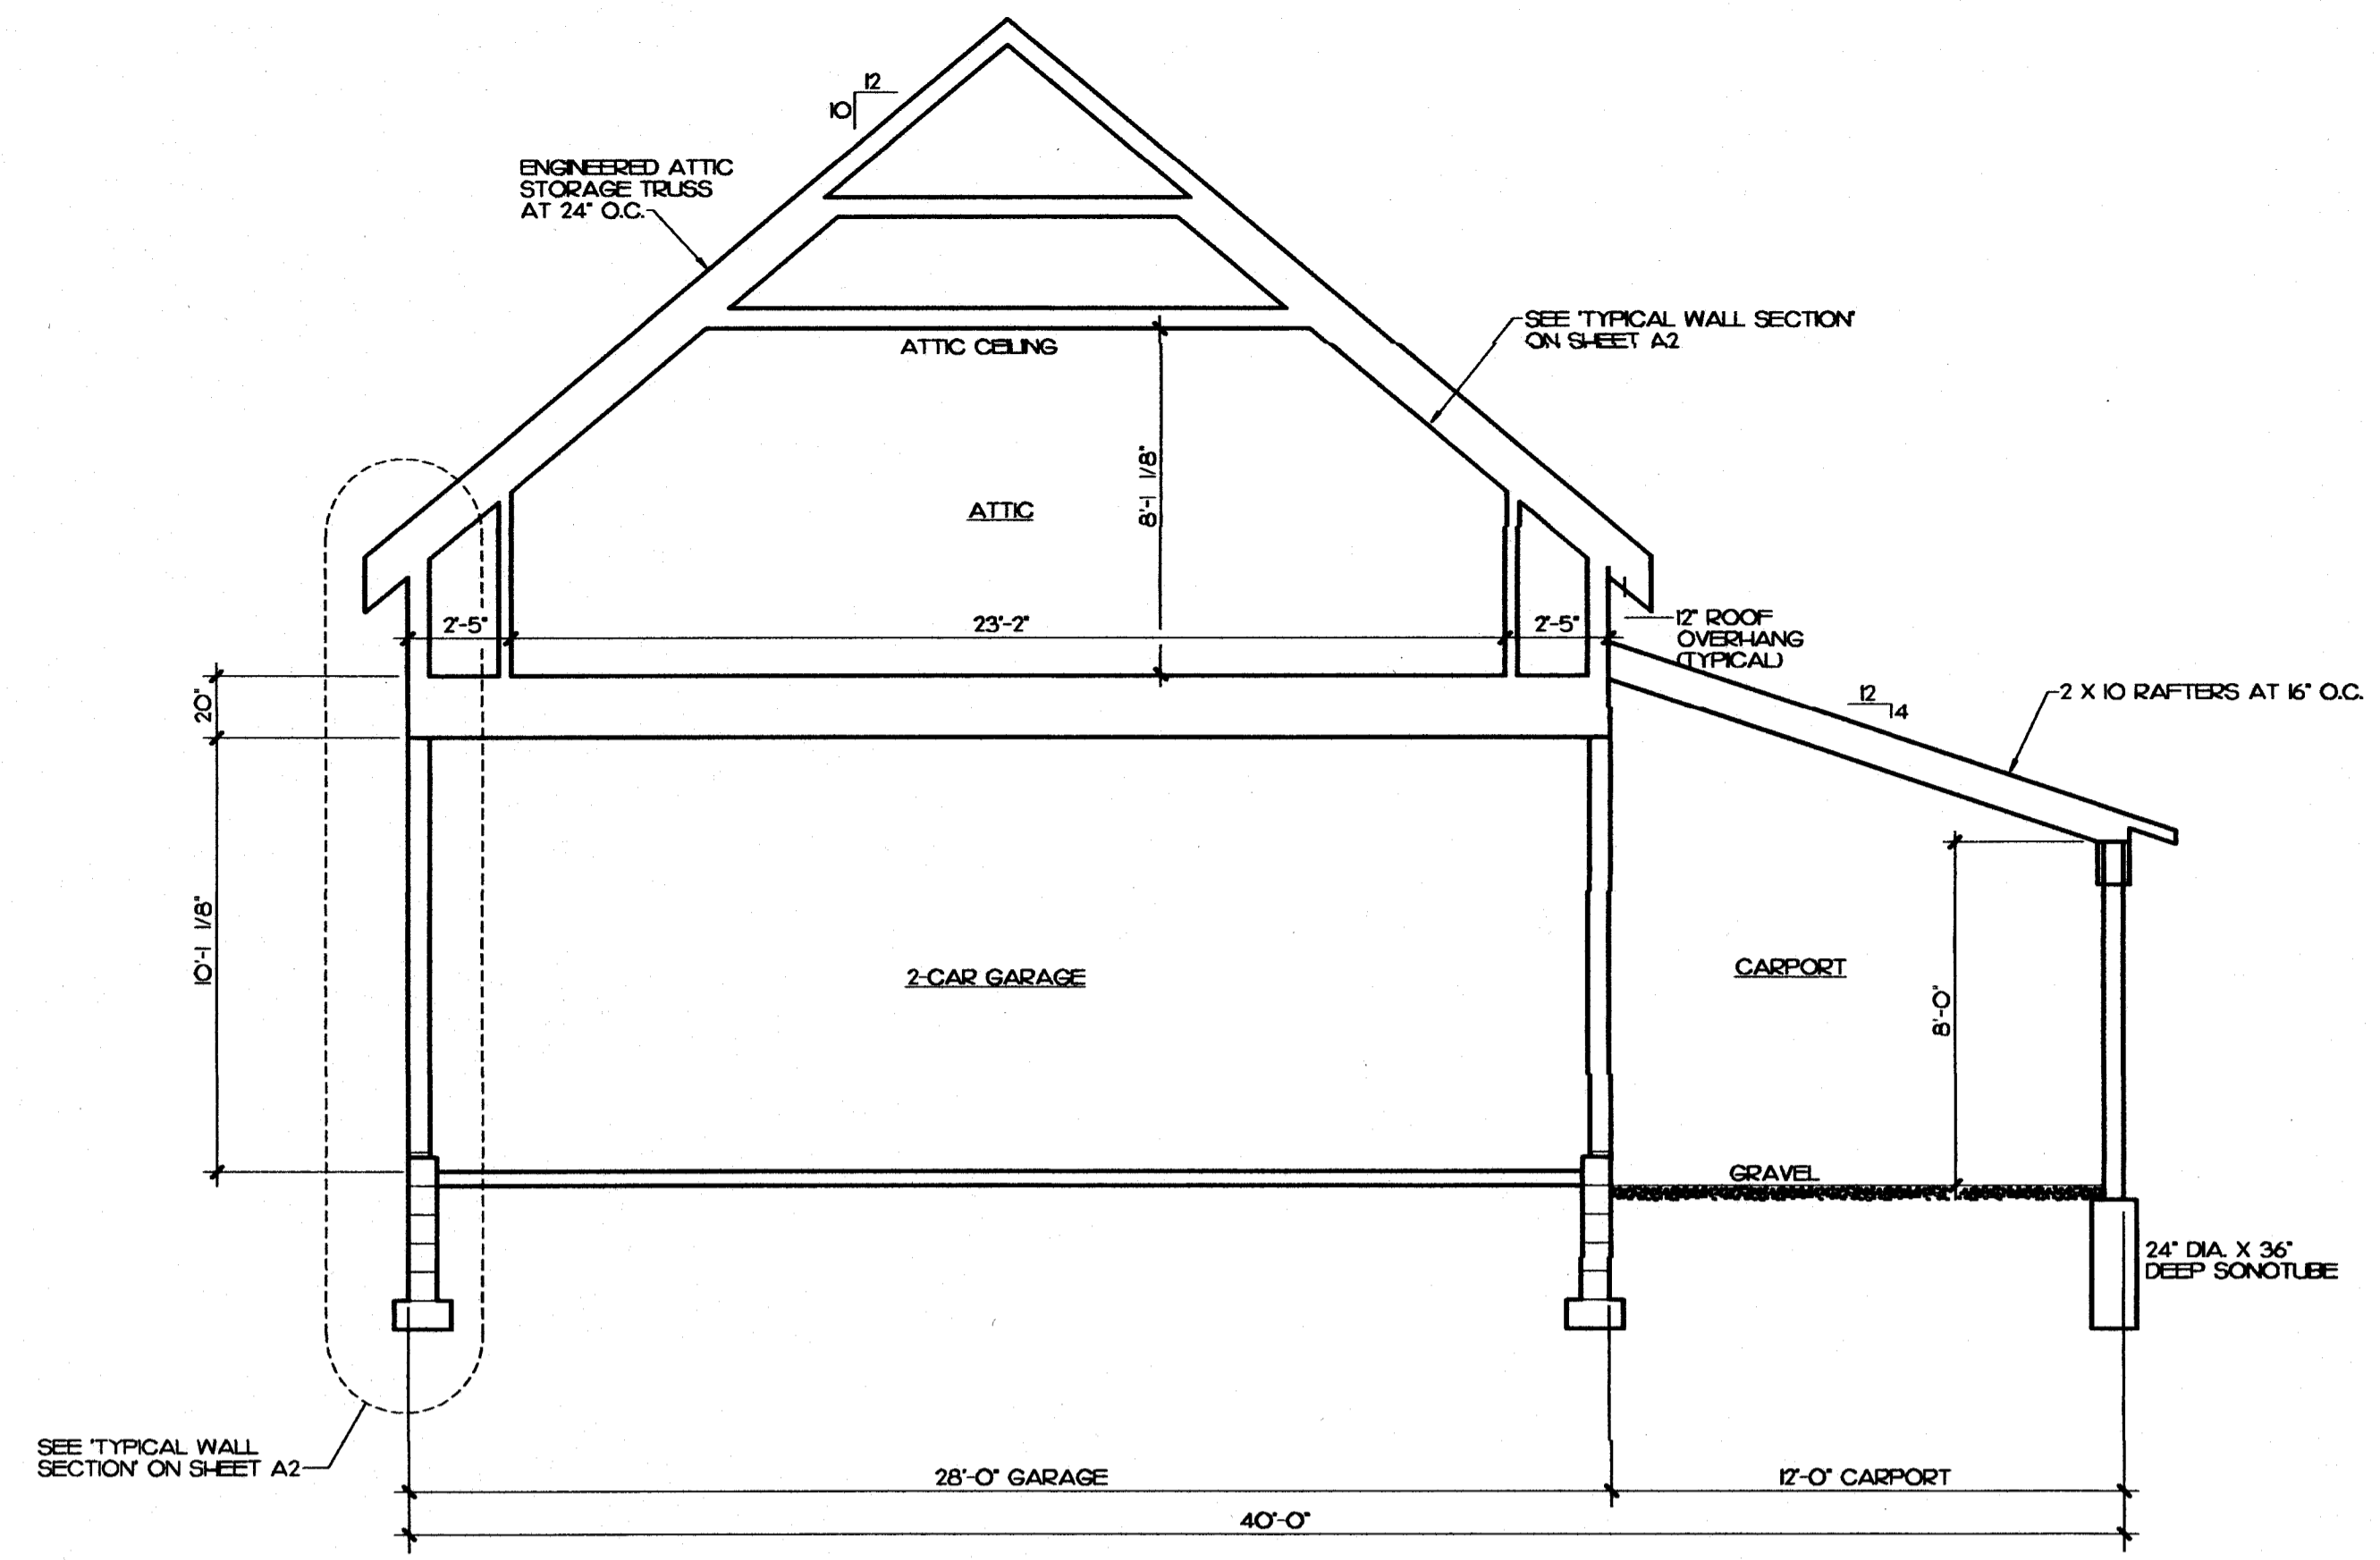 12
10
ENGINEERED ATTIC
STORAGE TRUSS
AT 24" O.C.
SEE 'TYPICAL WALL SECTION'
ON SHEET A2
ATTIC CEILING
8'-1 1/8"
ATTIC
2'-5"
23'-2"
2'-5"
12" ROOF
OVERHANG
(TYPICAL)
20"
12
4
2 X 10 RAFTERS AT 16" O.C.
10'-1 1/8"
2-CAR GARAGE
CARPORT
8'-0"
GRAVEL
24" DIA. X 36"
DEEP SONOTUBE
SEE 'TYPICAL WALL
SECTION' ON SHEET A2
28'-0" GARAGE
12'-0" CARPORT
40'-0"